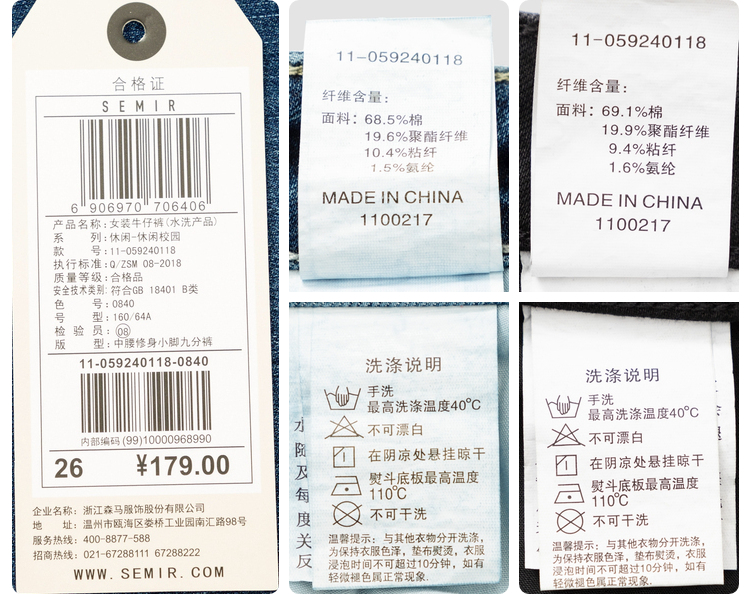 合格证
SEMIR
6 906970 706406
产品名称:女装牛仔裤(水洗产品)
系 列:休闲-休闲校园
款 号:11-059240118
执行标准:Q/ZSM 08-2018
质量等级:合格品
安全技术类别:符合GB 18401 B类
色 号:0840
号 型:160/64A
检 验 员:08
版 型:中腰修身小脚九分裤
11-059240118-0840
内部编码(99)10000968990
26 ¥179.00
企业名称:浙江森马服饰股份有限公司
地 址:温州市瓯海区娄桥工业园南汇路98号
服务热线:400-8877-588
招商热线:021-67288111 67288222
WWW.SEMIR.COM
11-059240118
纤维含量:
面料:68.5%棉
19.6%聚酯纤维
10.4%粘纤
1.5%氨纶
MADE IN CHINA
1100217
11-059240118
纤维含量:
面料:69.1%棉
19.9%聚酯纤维
9.4%粘纤
1.6%氨纶
MADE IN CHINA
1100217
洗涤说明
手洗
最高洗涤温度40℃
不可漂白
在阴凉处悬挂晾干
熨斗底板最高温度
110℃
不可干洗
温馨提示:与其他衣物分开洗涤,
为保持衣服色泽,垫布熨烫,衣服
浸泡时间不可超过10分钟,如有
轻微褪色属正常现象.
随
及
每
度
关
反
洗涤说明
手洗
最高洗涤温度40℃
不可漂白
在阴凉处悬挂晾干
熨斗底板最高温度
110℃
不可干洗
温馨提示:与其他衣物分开洗涤,
为保持衣服色泽,垫布熨烫,衣服
浸泡时间不可超过10分钟,如有
轻微褪色属正常现象.